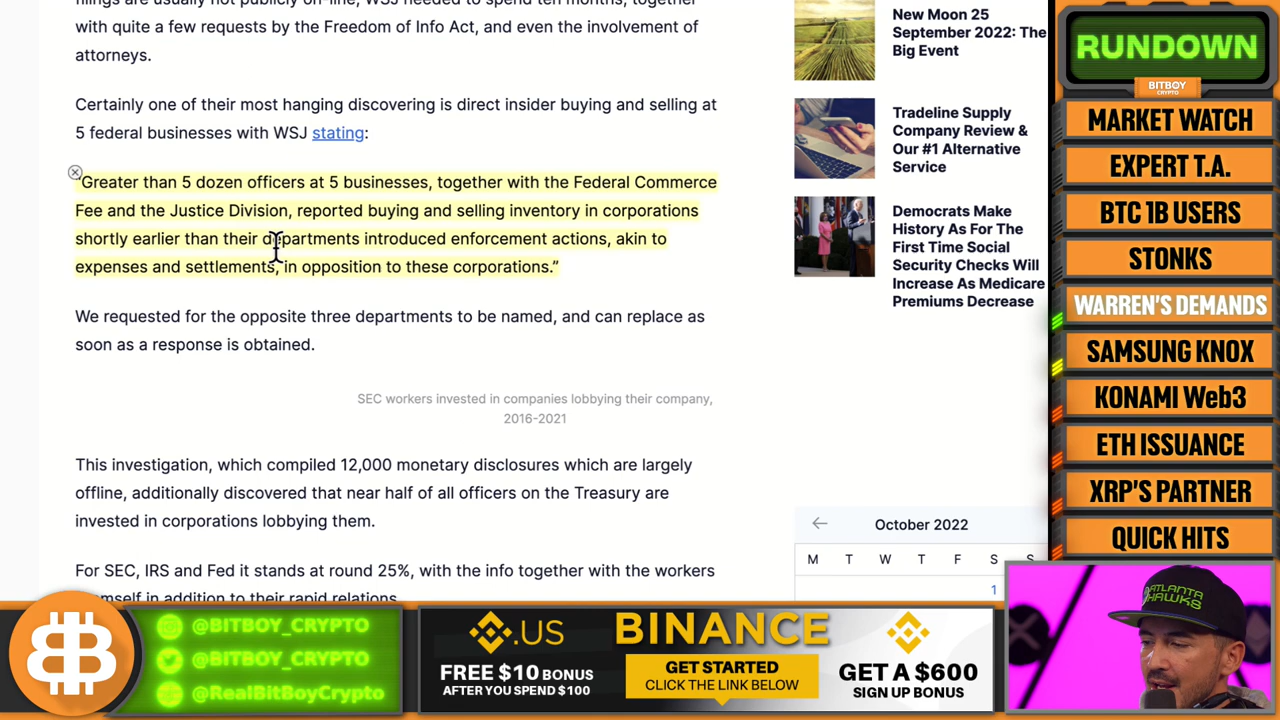 filings are usually not publicly on-line, WSJ needed to spend ten months, together
with quite a few requests by the Freedom of Info Act, and even the involvement of
attorneys.
Certainly one of their most hanging discovering is direct insider buying and selling at
5 federal businesses with WSJ stating:
“Greater than 5 dozen officers at 5 businesses, together with the Federal Commerce
Fee and the Justice Division, reported buying and selling inventory in corporations
shortly earlier than their departments introduced enforcement actions, akin to
expenses and settlements, in opposition to these corporations.”
We requested for the opposite three departments to be named, and can replace as
soon as a response is obtained.
SEC workers invested in companies lobbying their company,
2016-2021
This investigation, which compiled 12,000 monetary disclosures which are largely
offline, additionally discovered that near half of all officers on the Treasury are
invested in corporations lobbying them.
For SEC, IRS and Fed it stands at round 25%, with the info together with the workers
themself in addition to their rapid relations.
New Moon 25
September 2022: The
Big Event
Tradeline Supply
Company Review &
Our #1 Alternative
Service
Democrats Make
History As For The
First Time Social
Security Checks Will
Increase As Medicare
Premiums Decrease
October 2022
M T W T F S S
1
RUNDOWN
BITBOY
CRYPTO
MARKET WATCH
EXPERT T.A.
BTC 1B USERS
STONKS
WARREN'S DEMANDS
SAMSUNG KNOX
KONAMI Web3
ETH ISSUANCE
XRP'S PARTNER
QUICK HITS
@BITBOY_CRYPTO
@BITBOY_CRYPTO
@RealBitBoyCrypto
.US
FREE $10 BONUS
AFTER YOU SPEND $100
BINANCE
GET STARTED
CLICK THE LINK BELOW
GET A $600
SIGN UP BONUS
ATLANTA
HAWKS